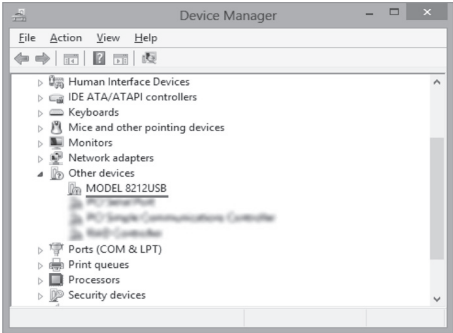 Device Manager
File Action View Help
Human Interface Devices
IDE ATA/ATAPI controllers
Keyboards
Mice and other pointing devices
Monitors
Network adapters
Other devices
MODEL 8212USB
Ports (COM & LPT)
Print queues
Processors
Security devices